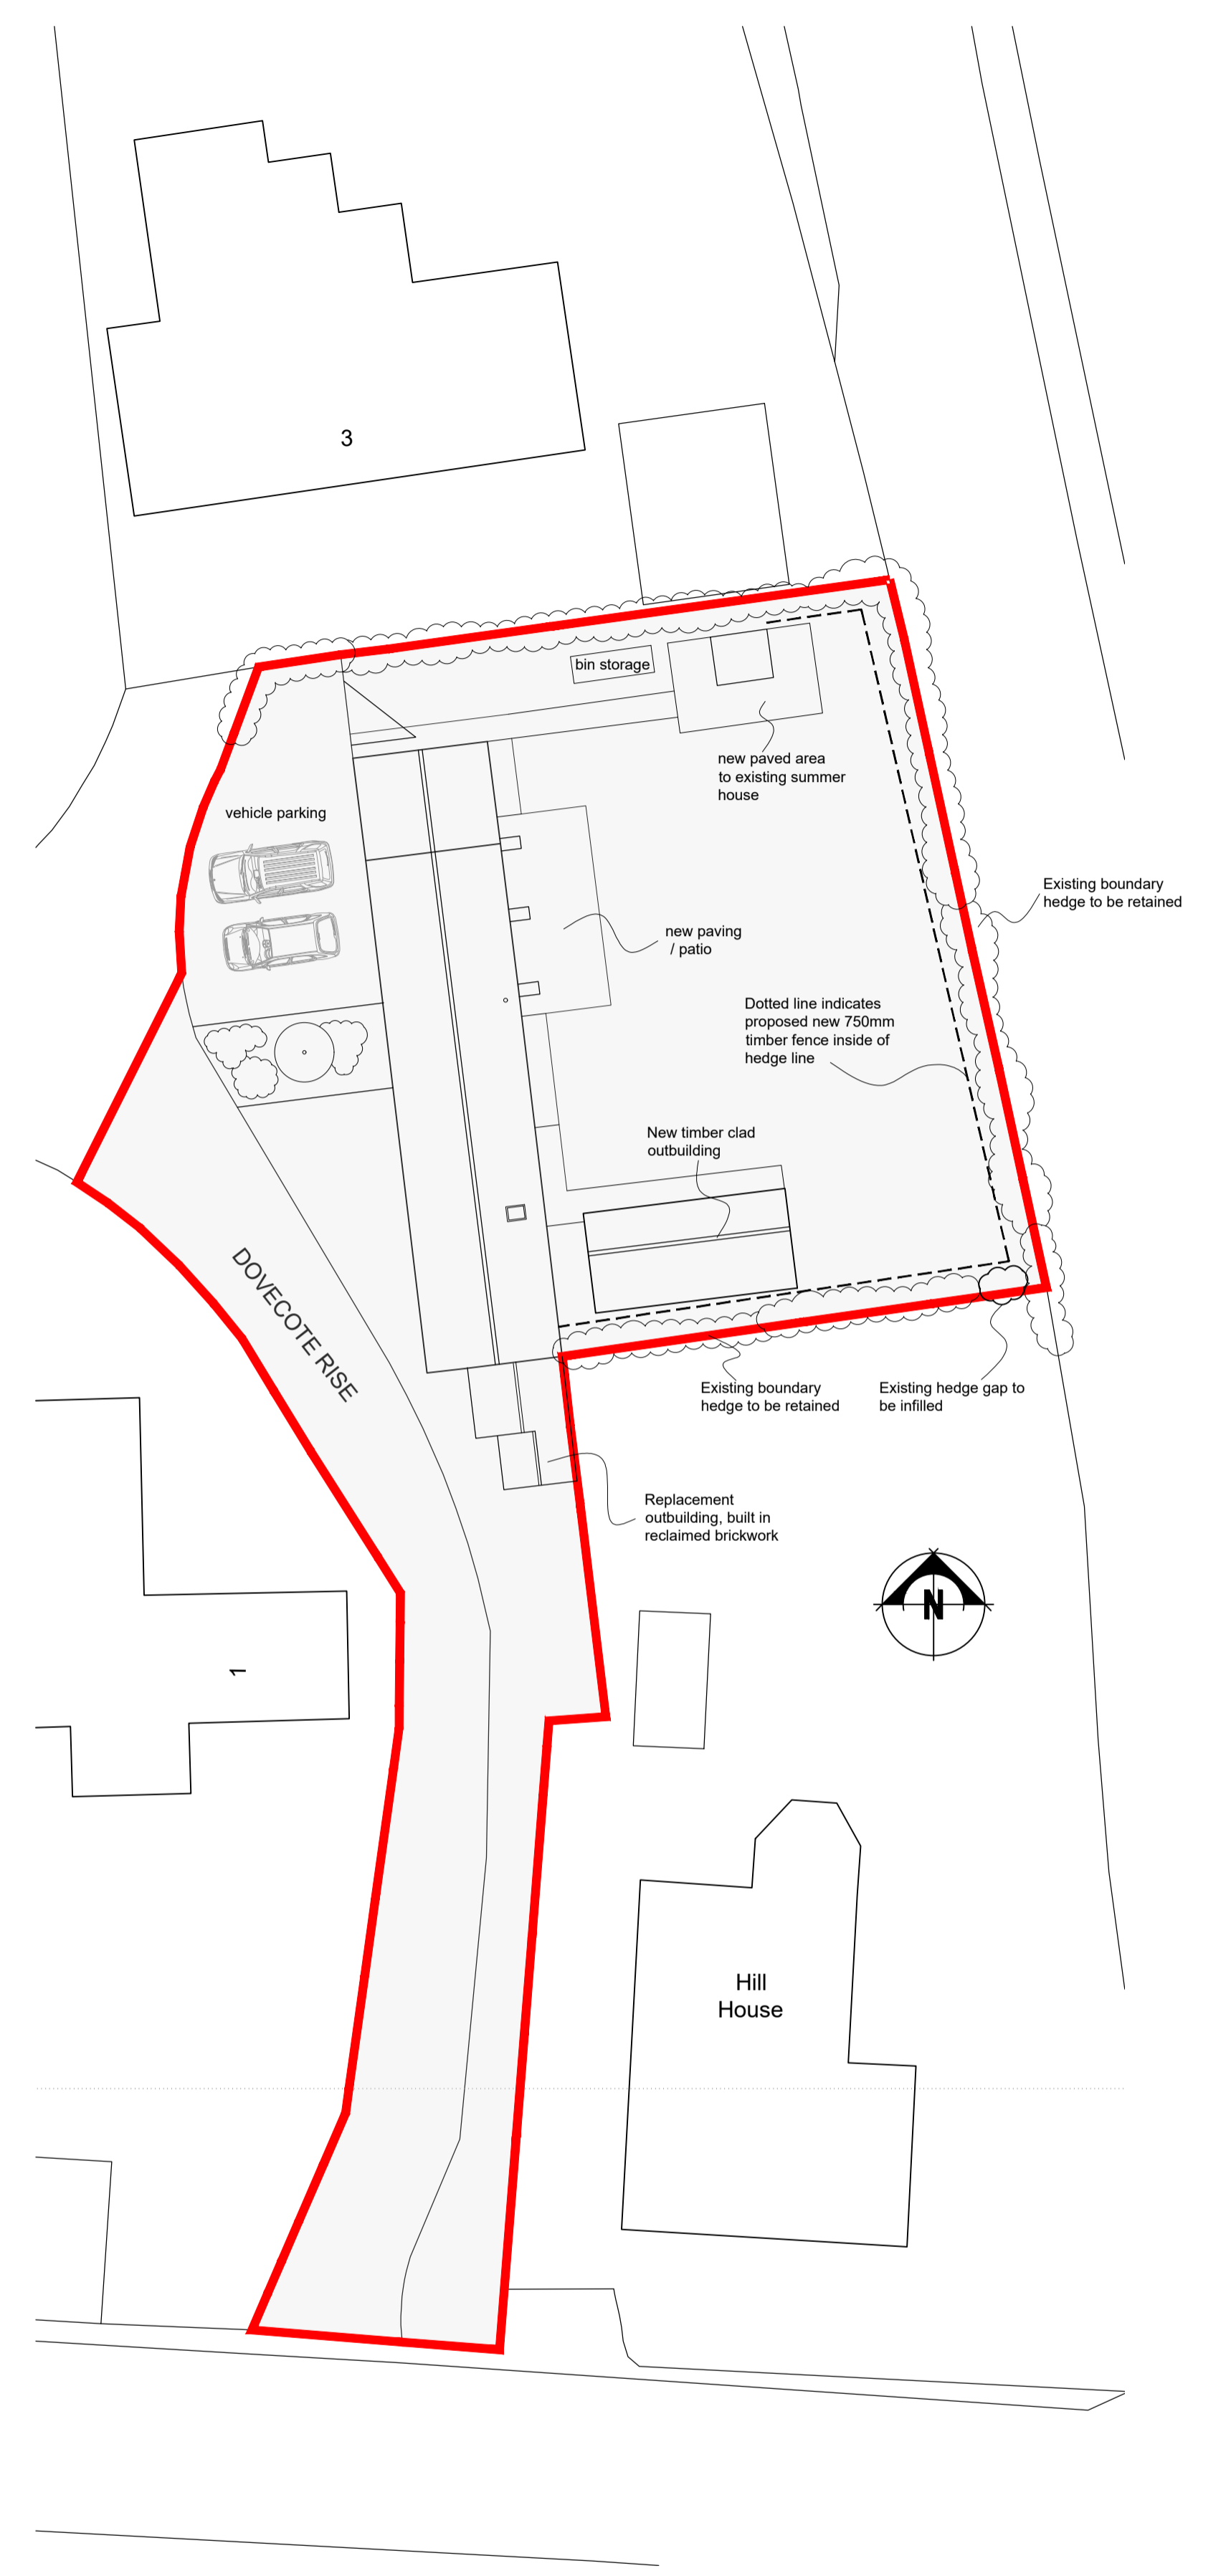 3
bin storage
new paved area
to existing summer
house
vehicle parking
Existing boundary
hedge to be retained
new paving
/ patio
Dotted line indicates
proposed new 750mm
timber fence inside of
hedge line
New timber clad
outbuilding
DOVECOTE RISE
Existing boundary
hedge to be retained
Existing hedge gap to
be infilled
Replacement
outbuilding, built in
reclaimed brickwork
N
1
Hill
House